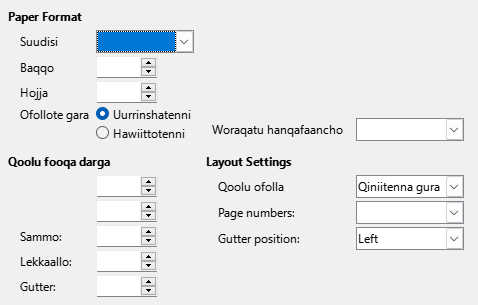 Paper Format
Suudisi
Baqqo
Hojja
Ofollote gara Uurrinshatenni
Hawiittotenni
Woraqatu hanqafaancho
Qoolu fooqa darga
Layout Settings
Qoolu ofolla Qiniitenna gura
Page numbers:
Sammo:
Gutter position: Left
Lekkaallo:
Gutter: